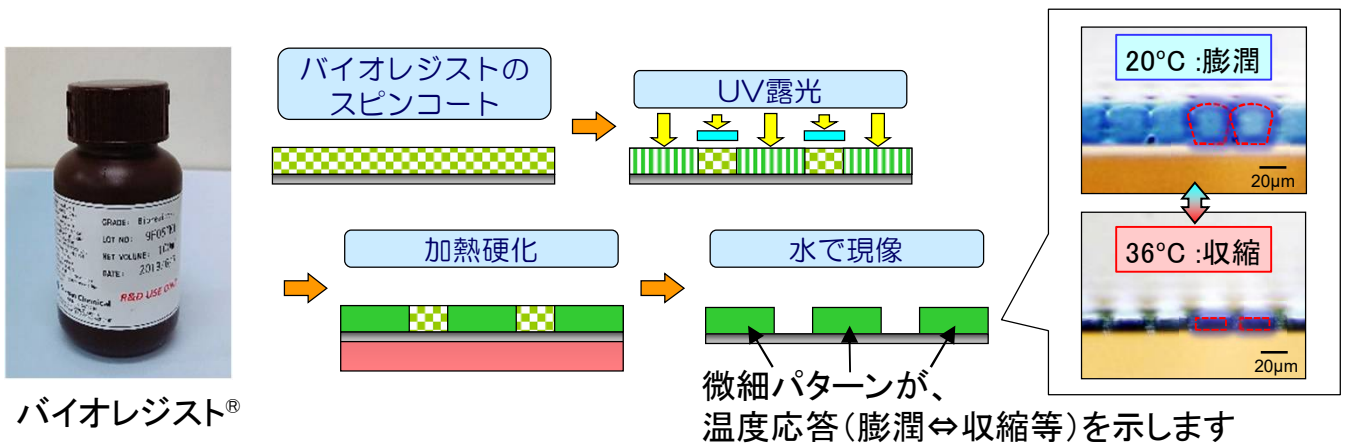 バイオレジストの
スピンコート
UV露光
加熱硬化
水で現像
微細パターンが、
温度応答（膨潤⇔収縮等）を示します
20℃ :膨潤
20μm
36℃ :収縮
20μm
GRADE: Bioresist
LOT NO:
NET VOLUME:
DATE:
Chemical
R&D USE ONLY
バイオレジスト®